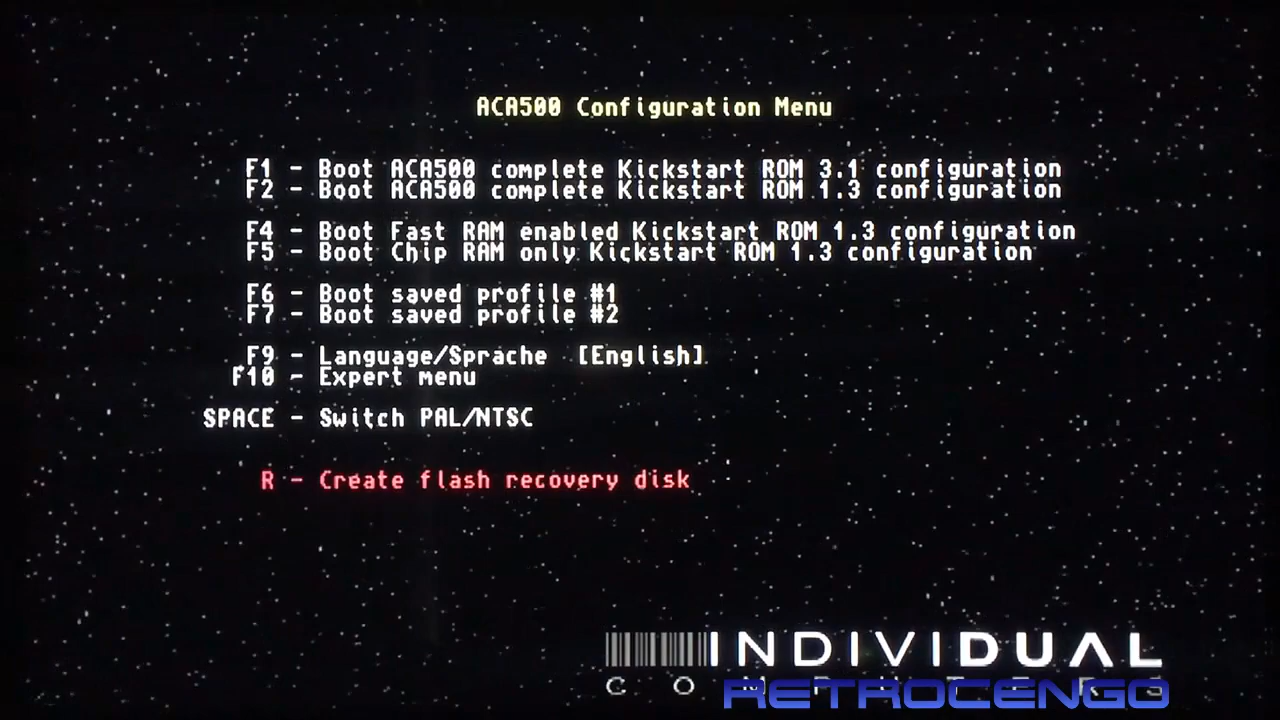 ACA500 Configuration Menu
F1 - Boot ACA500 complete Kickstart ROM 3.1 configuration
F2 - Boot ACA500 complete Kickstart ROM 1.3 configuration
F4 - Boot Fast RAM enabled Kickstart ROM 1.3 configuration
F5 - Boot Chip RAM only Kickstart ROM 1.3 configuration
F6 - Boot saved profile #1
F7 - Boot saved profile #2
F9 - Language/Sprache [English]
F10 - Expert menu
SPACE - Switch PAL/NTSC
R - Create flash recovery disk
INDIVIDUAL
COMPUTERS
RETROCENGO